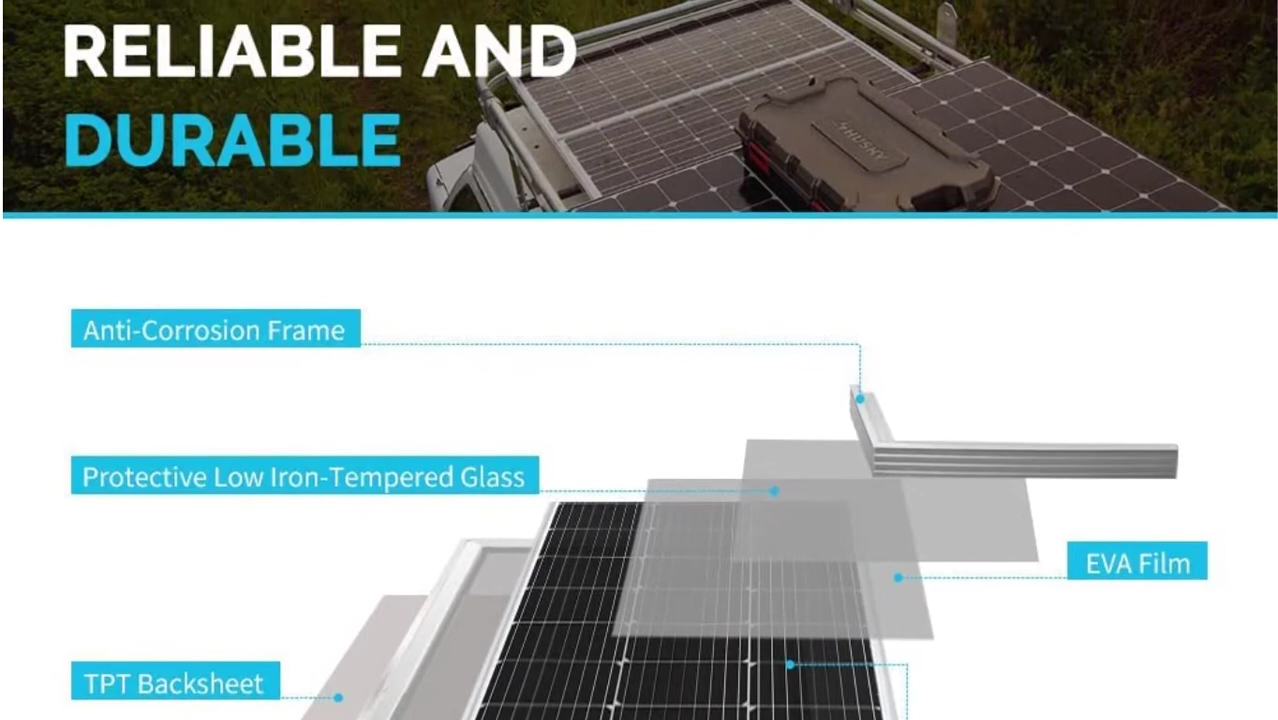 RELIABLE AND
DURABLE
HUSKY
Anti-Corrosion Frame
Protective Low Iron-Tempered Glass
EVA Film
TPT Backsheet